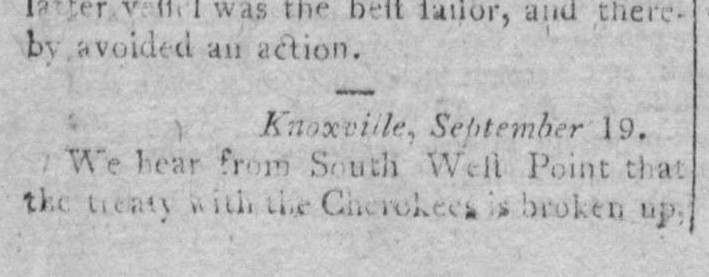 latter veſſel was the beſt ſailor, and there-
by avoided an action.
Knoxville, September 19.
We hear from South Weſt Point that
the treaty with the Cherokees is broken up,